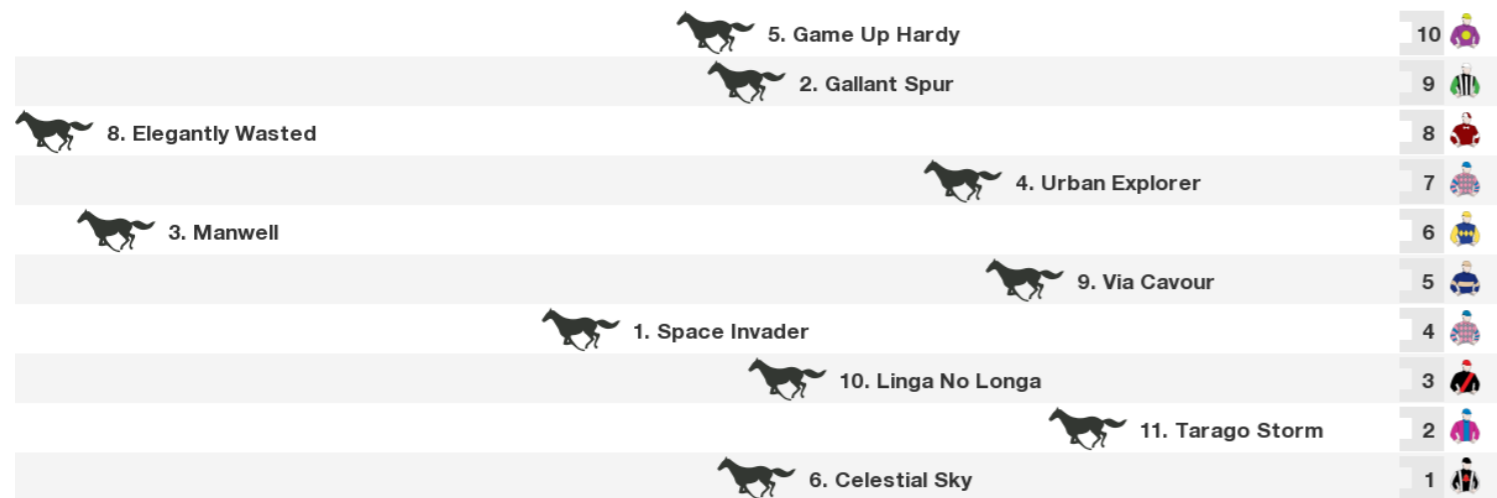 5. Game Up Hardy 10
2. Gallant Spur 9
8. Elegantly Wasted 8
4. Urban Explorer 7
3. Manwell 6
9. Via Cavour 5
1. Space Invader 4
10. Linga No Longa 3
11. Tarago Storm 2
6. Celestial Sky 1